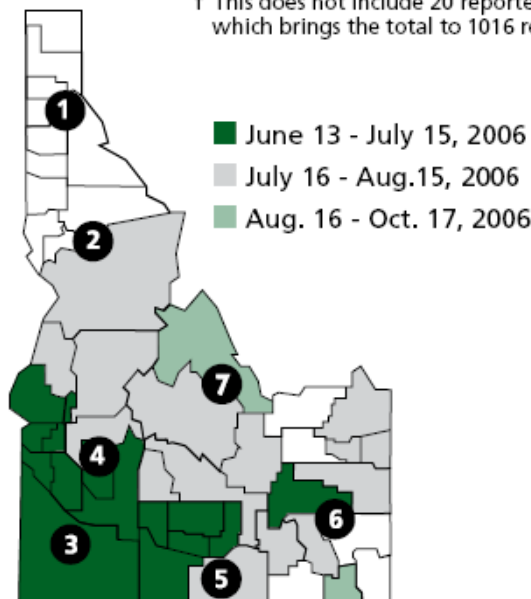 † This does not include 20 reporte
which brings the total to 1016 r
June 13 - July 15, 2006
July 16 - Aug.15, 2006
Aug. 16 - Oct. 17, 2006
1
2
7
4
6
3
5